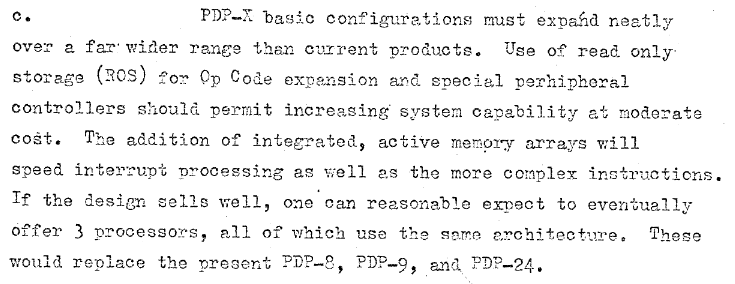 c. PDP-X basic configurations must expand neatly
over a far wider range than current products. Use of read only
storage (ROS) for Op Code expansion and special perhipheral
controllers should permit increasing system capability at moderate
cost. The addition of integrated, active memory arrays will
speed interrupt processing as well as the more complex instructions.
If the design sells well, one can reasonable expect to eventually
offer 3 processors, all of which use the same architecture. These
would replace the present PDP-8, PDP-9, and PDP-24.